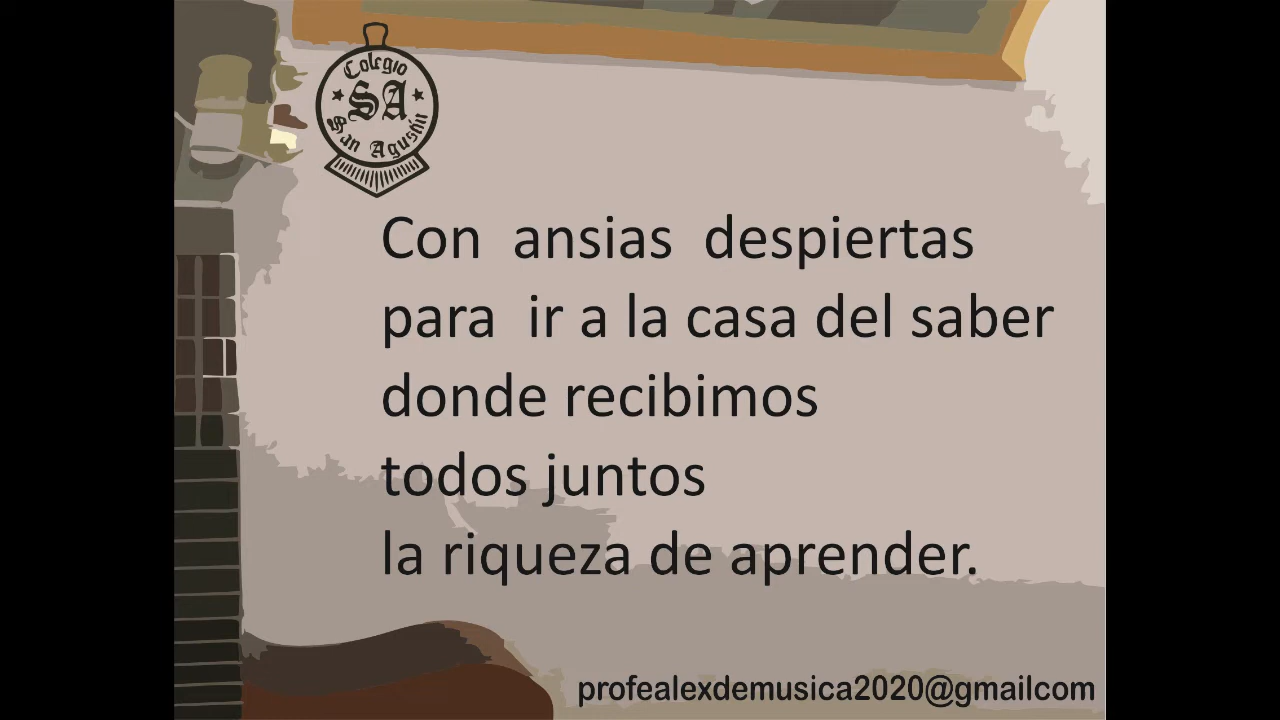 Colegio
SA
San Agustín
Con ansias despiertas
para ir a la casa del saber
donde recibimos
todos juntos
la riqueza de aprender.
profealexdemusica2020@gmailcom